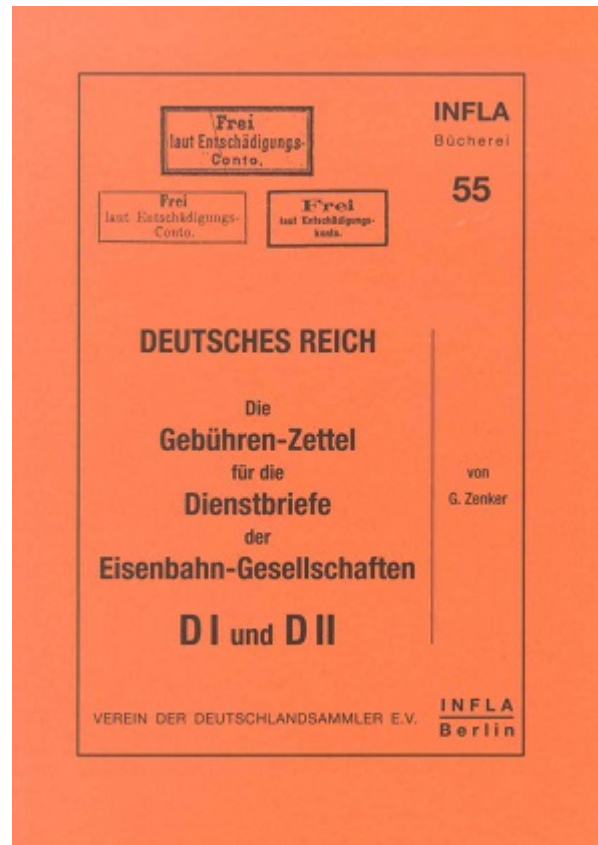 Frei
laut Entschädigungs-
Conto.
Frei
laut Entschädigungs-
Conto.
Frei
laut Entschädigungs-
konto.
INFLA
Bücherei
55
DEUTSCHES REICH
Die
Gebühren-Zettel
für die
Dienstbriefe
der
Eisenbahn-Gesellschaften
D I und D II
von
G. Zenker
VEREIN DER DEUTSCHLANDSAMMLER E.V.
INFLA
Berlin